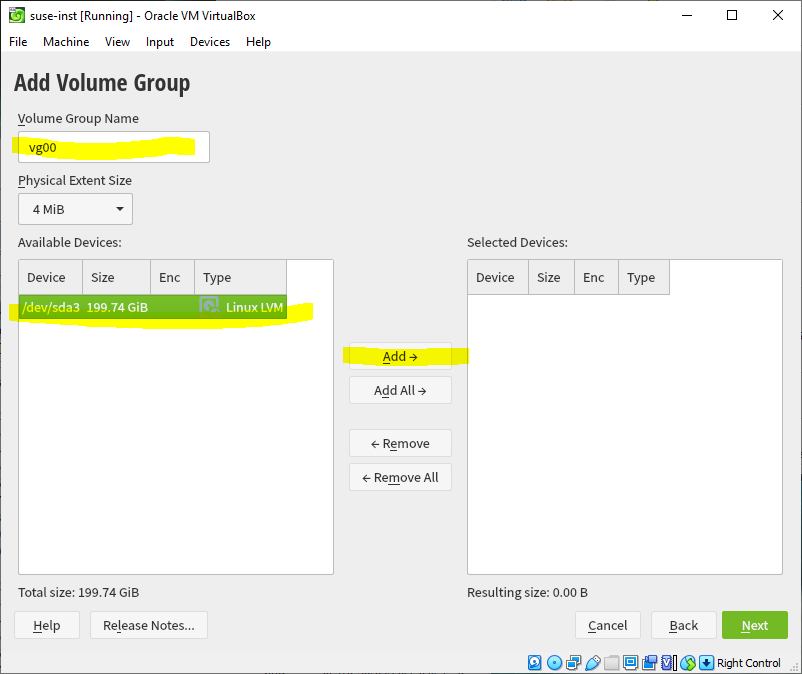 suse-inst [Running] - Oracle VM VirtualBox
File Machine View Input Devices Help
Add Volume Group
Volume Group Name
vg00
Physical Extent Size
4 MiB
Available Devices:
Device Size Enc Type
/dev/sda3 199.74 GiB Linux LVM
Total size: 199.74 GiB
Add →
Add All →
← Remove
← Remove All
Selected Devices:
Device Size Enc Type
Resulting size: 0.00 B
Help Release Notes... Cancel Back Next
Right Control